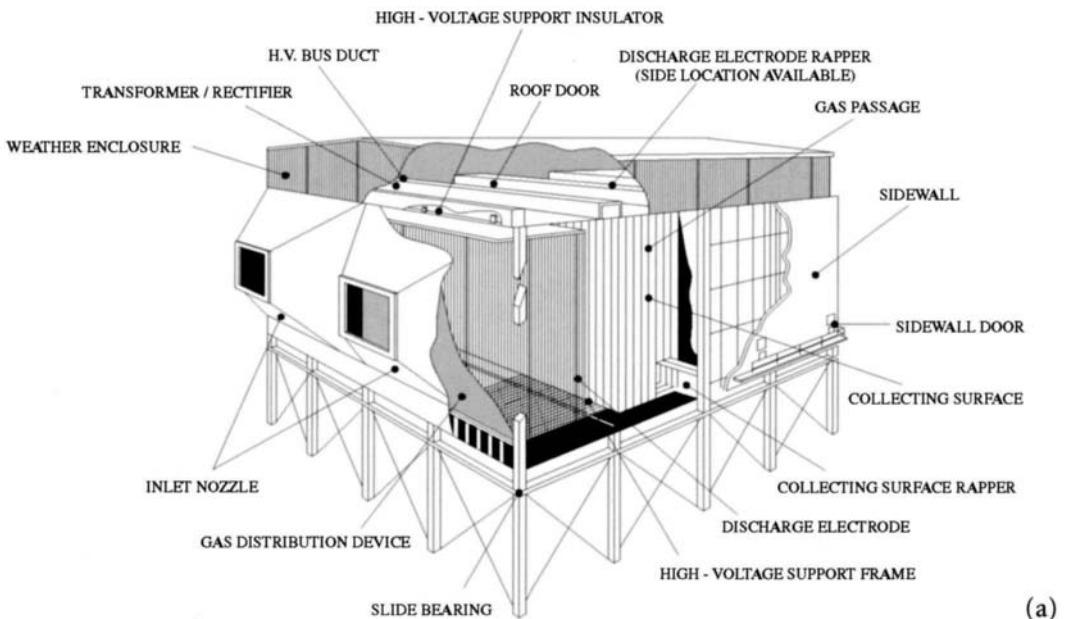 HIGH - VOLTAGE SUPPORT INSULATOR
H.V. BUS DUCT
DISCHARGE ELECTRODE RAPPER
(SIDE LOCATION AVAILABLE)
TRANSFORMER / RECTIFIER
ROOF DOOR
GAS PASSAGE
WEATHER ENCLOSURE
SIDEWALL
SIDEWALL DOOR
COLLECTING SURFACE
INLET NOZZLE
COLLECTING SURFACE RAPPER
GAS DISTRIBUTION DEVICE
DISCHARGE ELECTRODE
HIGH - VOLTAGE SUPPORT FRAME
SLIDE BEARING
(a)